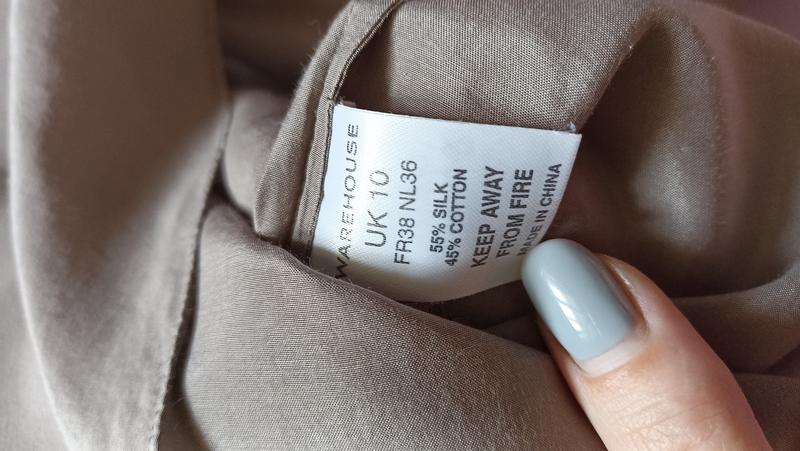 WAREHOUSE
UK 10
FR38 NL36
55% SILK
45% COTTON
KEEP AWAY
FROM FIRE
MADE IN CHINA